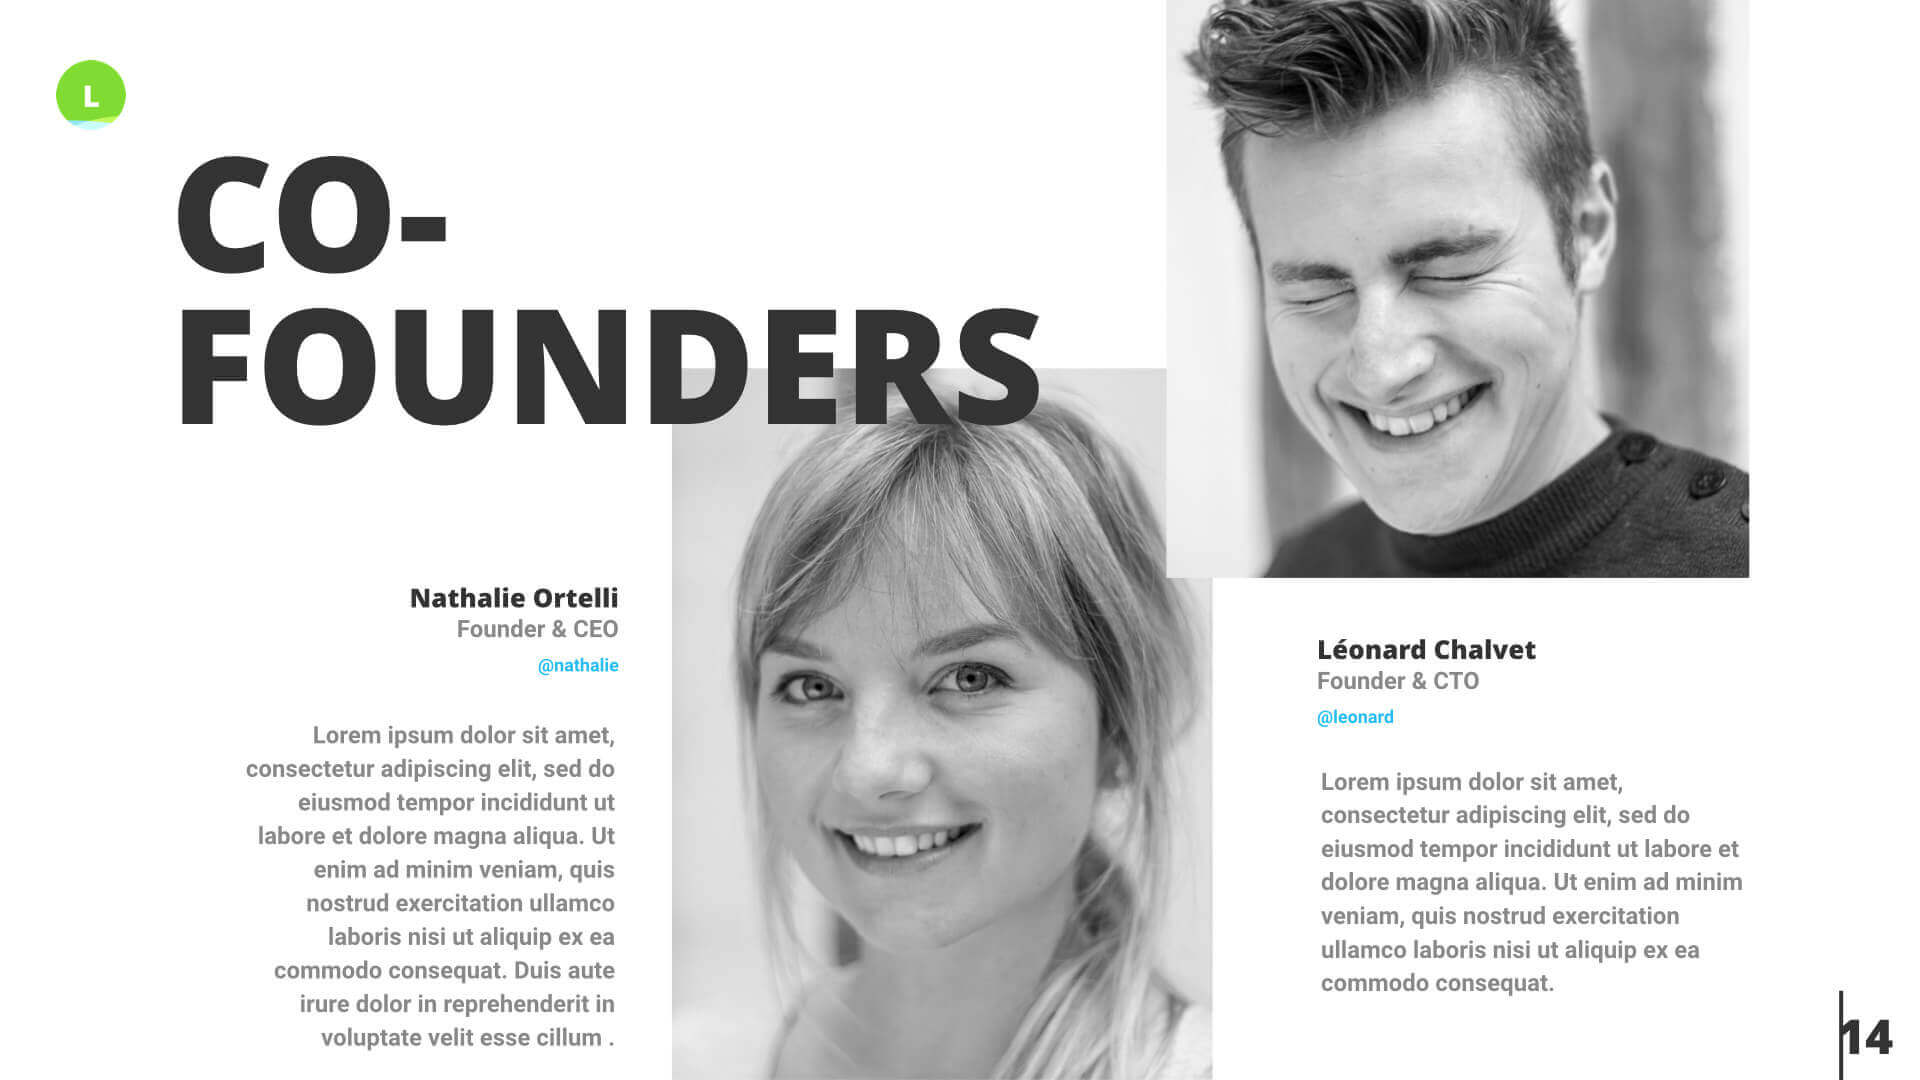 L
CO-
FOUNDERS
Nathalie Ortelli
Founder & CEO
@nathalie
Lorem ipsum dolor sit amet,
consectetur adipiscing elit, sed do
eiusmod tempor incididunt ut
labore et dolore magna aliqua. Ut
enim ad minim veniam, quis
nostrud exercitation ullamco
laboris nisi ut aliquip ex ea
commodo consequat. Duis aute
irure dolor in reprehenderit in
voluptate velit esse cillum .
Léonard Chalvet
Founder & CTO
@leonard
Lorem ipsum dolor sit amet,
consectetur adipiscing elit, sed do
eiusmod tempor incididunt ut labore et
dolore magna aliqua. Ut enim ad minim
veniam, quis nostrud exercitation
ullamco laboris nisi ut aliquip ex ea
commodo consequat.
14